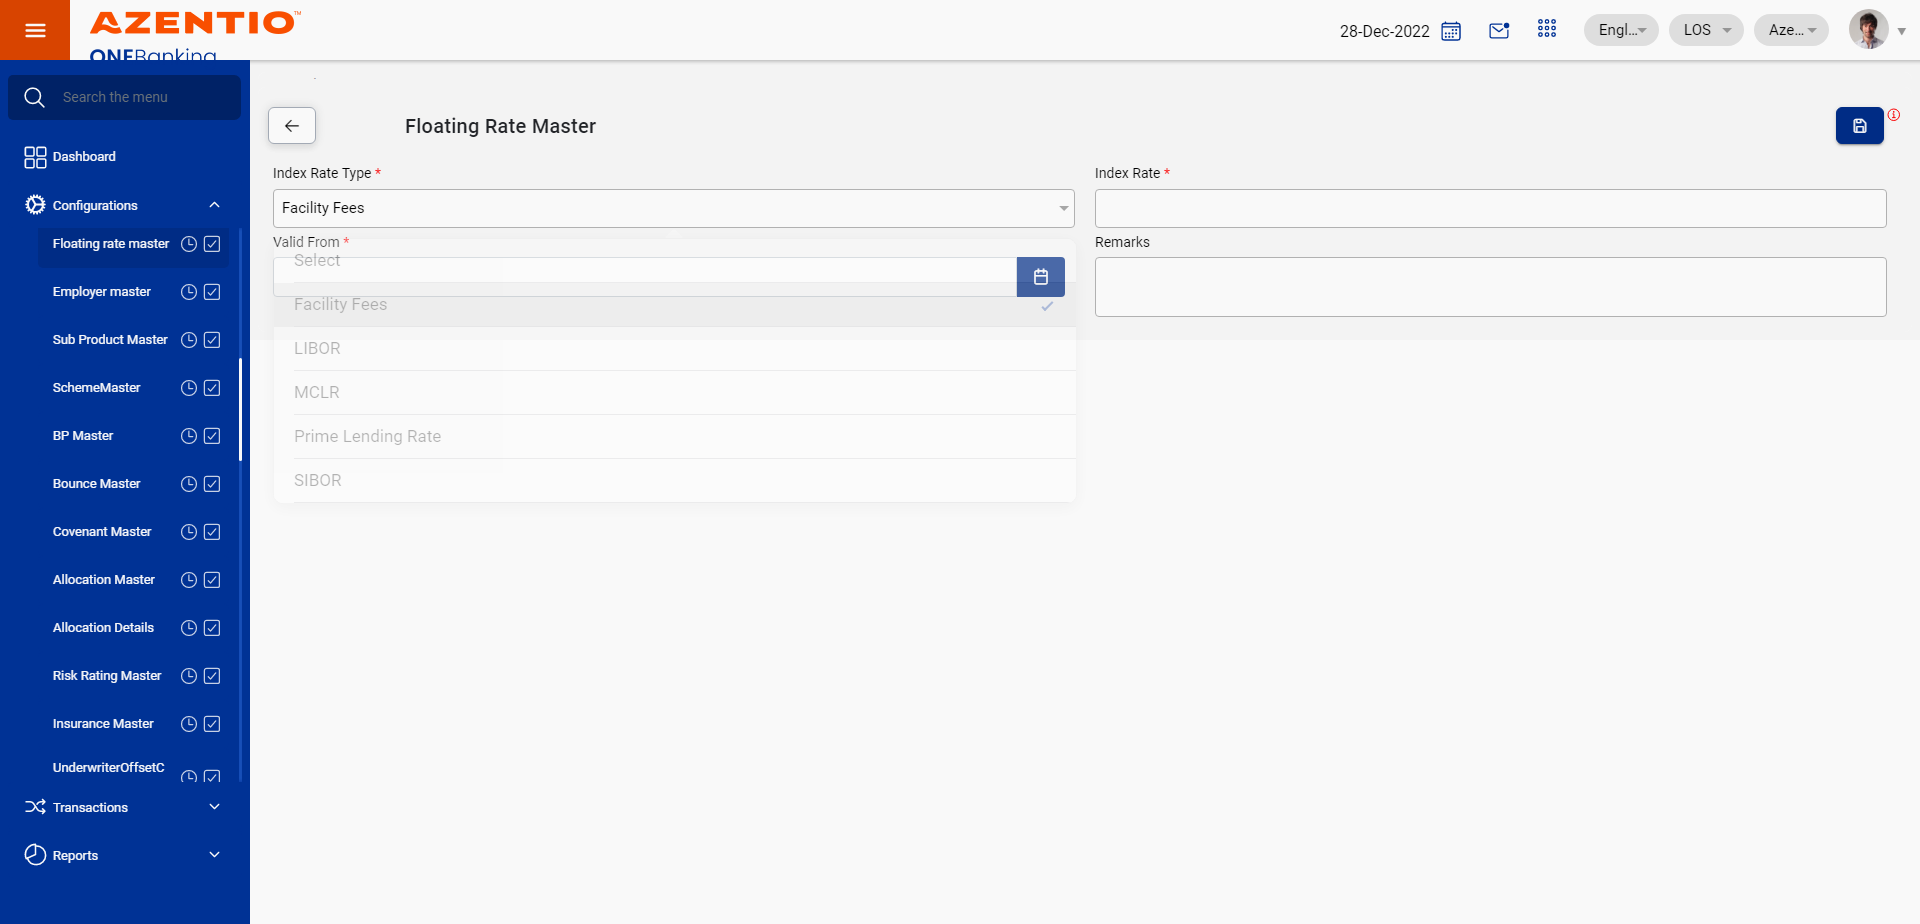 AZENTIO™
ONEBanking
28-Dec-2022
Engl...
LOS
Aze...
Search the menu
Dashboard
Configurations
Floating rate master
Employer master
Sub Product Master
SchemeMaster
BP Master
Bounce Master
Covenant Master
Allocation Master
Allocation Details
Risk Rating Master
Insurance Master
UnderwriterOffsetC
Transactions
Reports
Floating Rate Master
Index Rate Type *
Facility Fees
Index Rate *
Valid From *
Remarks
Select
Facility Fees
LIBOR
MCLR
Prime Lending Rate
SIBOR